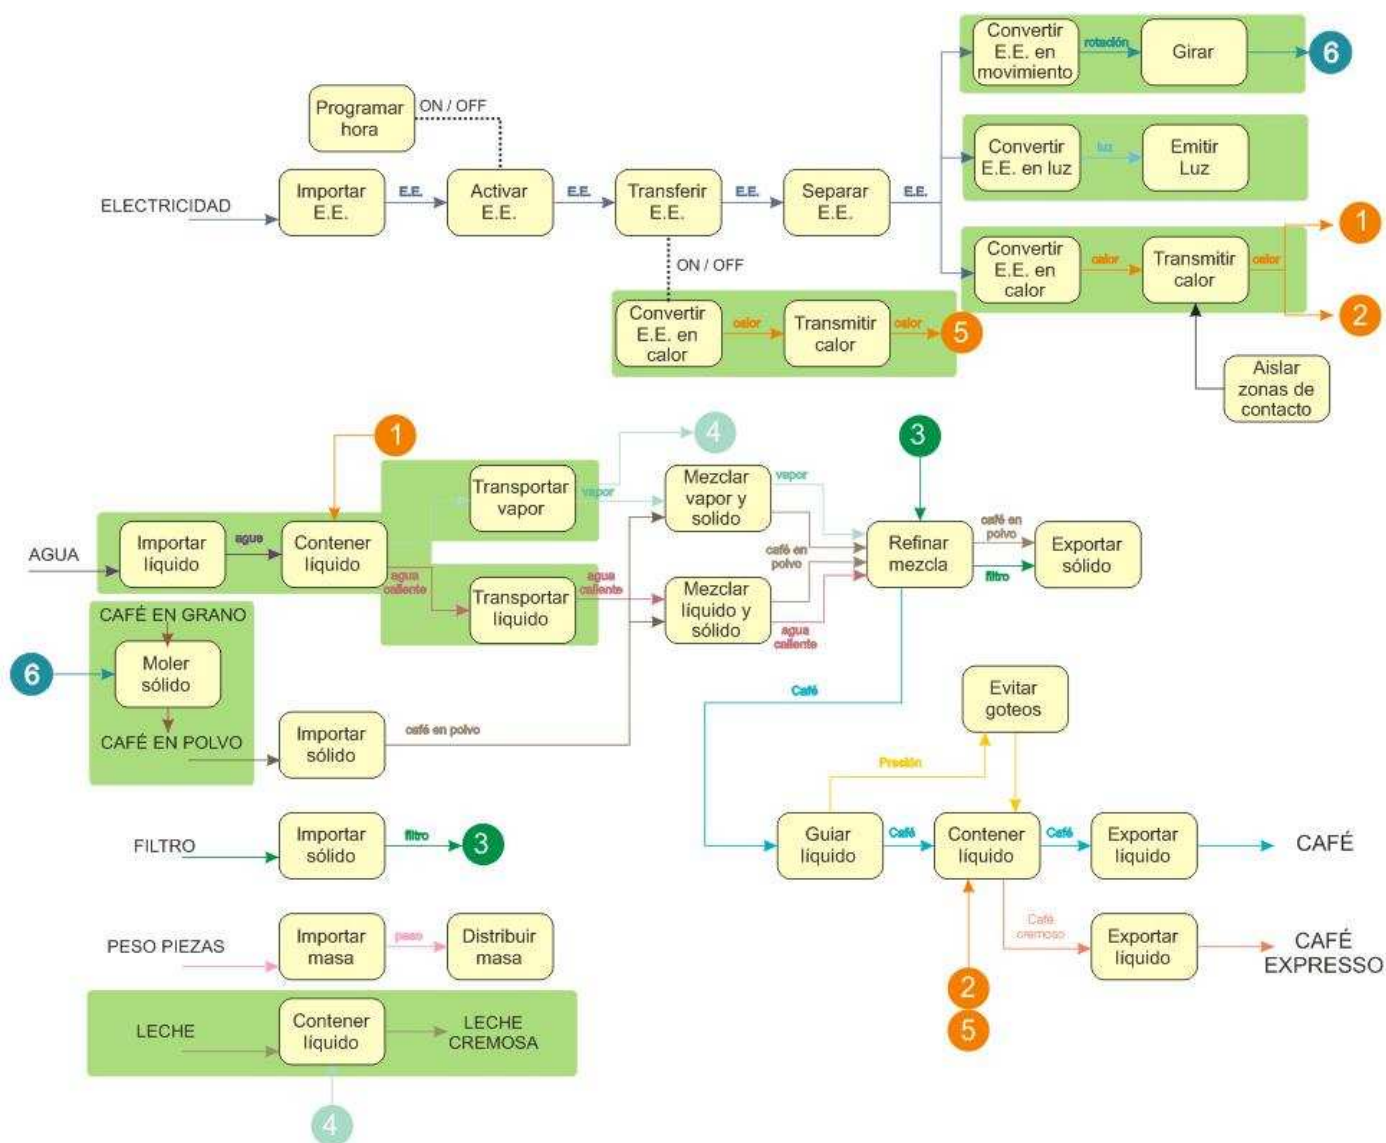 Convertir
E.E. en
movimiento
rotación
Girar
6
Programar
hora
ON / OFF
Convertir
E.E. en luz
luz
Emitir
Luz
ELECTRICIDAD
Importar
E.E.
E.E.
Activar
E.E.
E.E.
Transferir
E.E.
E.E.
Separar
E.E.
E.E.
1
Convertir
E.E. en
calor
calor
Transmitir
calor
calor
2
ON / OFF
Convertir
E.E. en
calor
calor
Transmitir
calor
calor
5
Aislar
zonas de
contacto
1
4
3
Transportar
vapor
vapor
Mezclar
vapor y
solido
vapor
AGUA
Importar
líquido
agua
Contener
líquido
Refinar
mezcla
café en
polvo
filtro
Exportar
sólido
café en
polvo
agua
caliente
Transportar
líquido
agua
caliente
Mezclar
líquido y
sólido
agua
caliente
CAFÉ EN GRANO
6
Moler
sólido
CAFÉ EN POLVO
Importar
sólido
café en polvo
Café
Evitar
goteos
Presión
FILTRO
Importar
sólido
filtro
3
Guiar
líquido
Café
Contener
líquido
Café
Exportar
líquido
CAFÉ
PESO PIEZAS
Importar
masa
peso
Distribuir
masa
Café
cremoso
Exportar
líquido
CAFÉ
EXPRESSO
2
5
LECHE
Contener
líquido
LECHE
CREMOSA
4